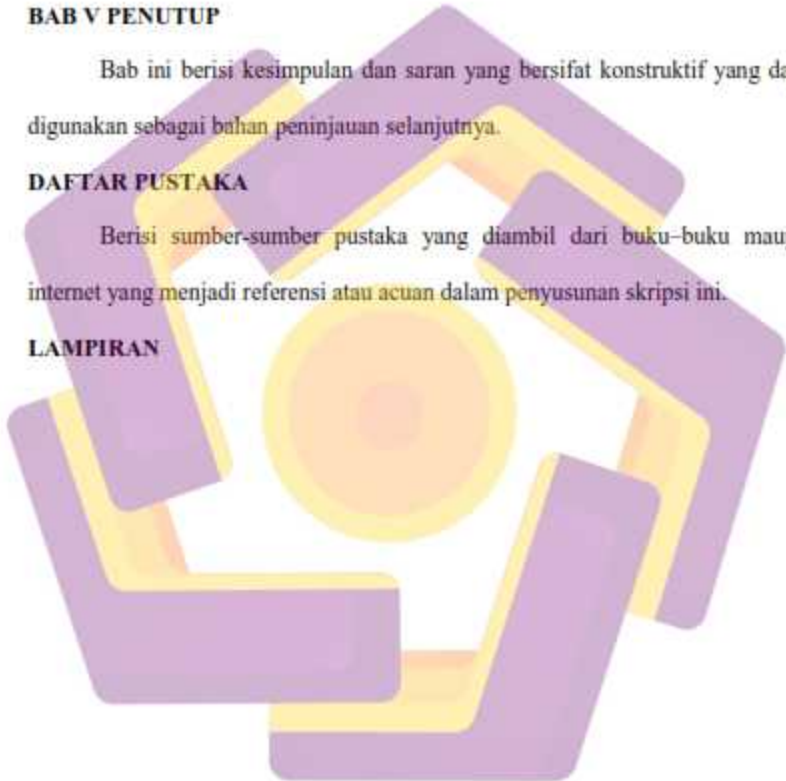 BAB V PENUTUP
Bab ini berisi kesimpulan dan saran yang bersifat konstruktif yang da
digunakan sebagai bahan peninjauan selanjutnya.
DAFTAR PUSTAKA
Berisi sumber-sumber pustaka yang diambil dari buku–buku mau
internet yang menjadi referensi atau acuan dalam penyusunan skripsi ini.
LAMPIRAN